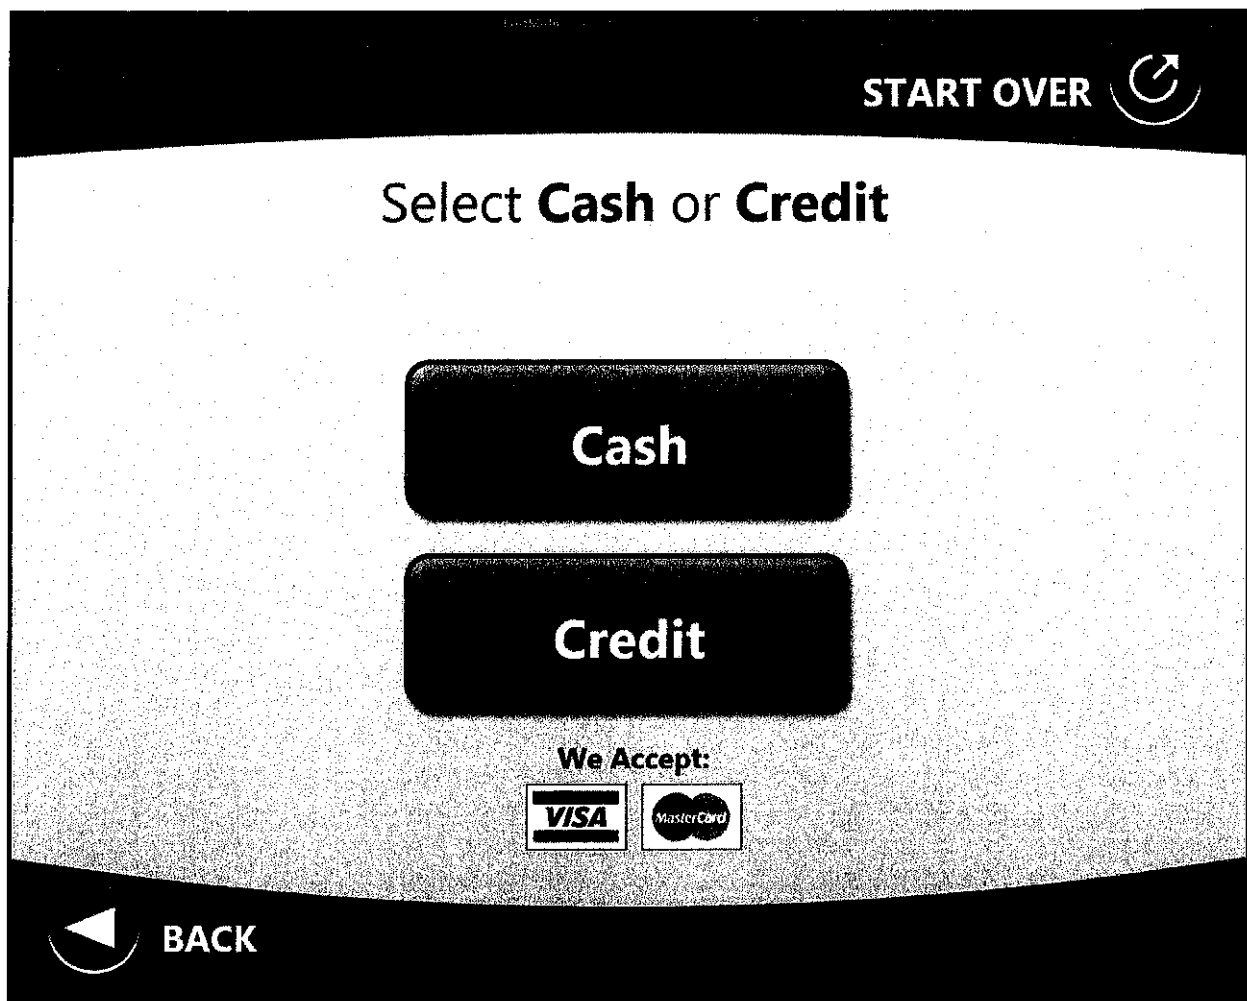 START OVER
Select Cash or Credit
Cash
Credit
We Accept:
VISA
MasterCard
BACK